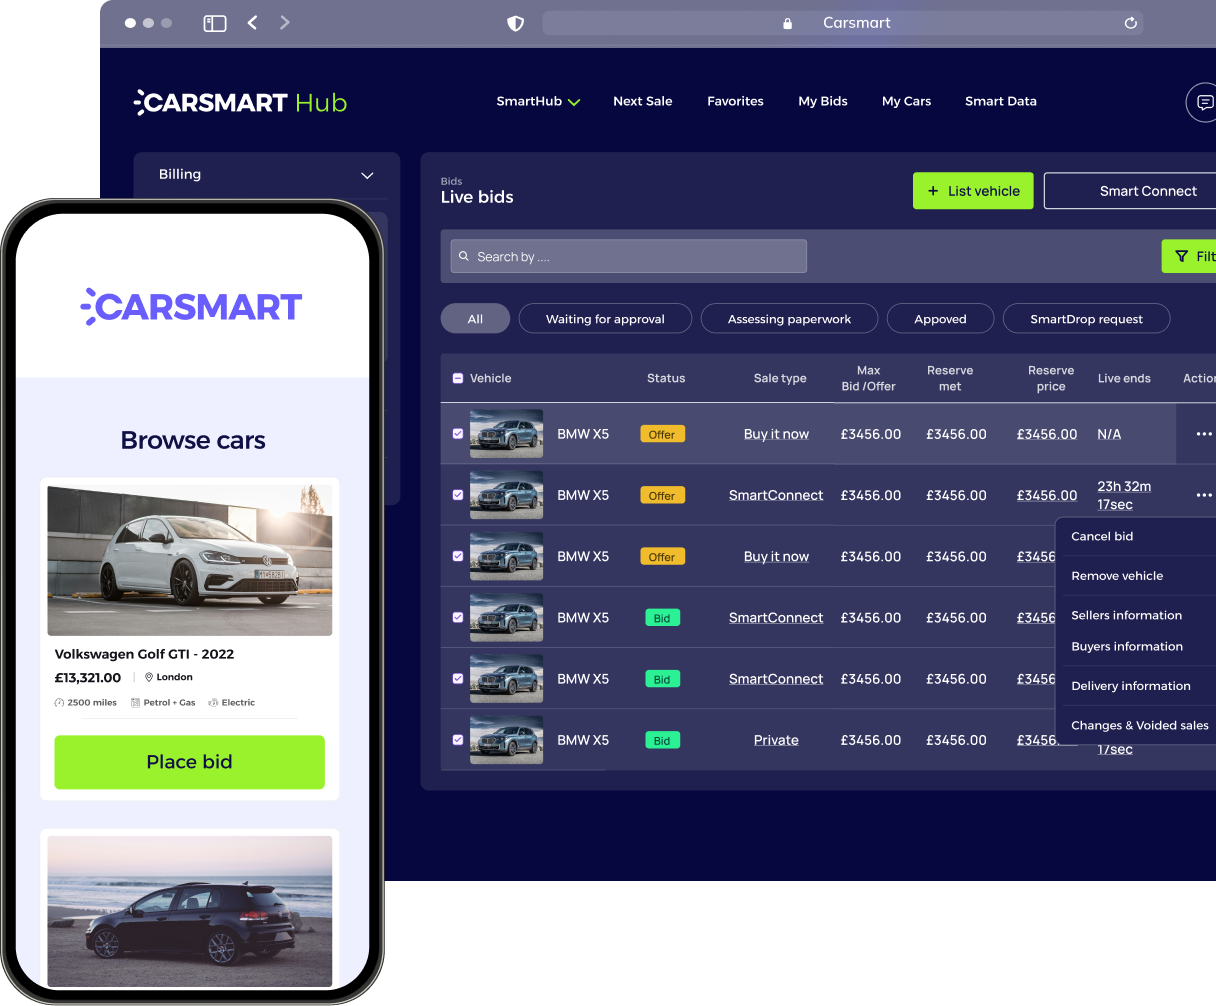 Carsmart
CARSMART Hub
SmartHub
Next Sale
Favorites
My Bids
My Cars
Smart Data
Billing
Bids
Live bids
+ List vehicle
Smart Connect
Search by ....
Filt
All
Waiting for approval
Assessing paperwork
Appoved
SmartDrop request
Vehicle
Status
Sale type
Max
Bid /Offer
Reserve
met
Reserve
price
Live ends
Action
BMW X5 Offer Buy it now £3456.00 £3456.00 £3456.00 N/A
BMW X5 Offer SmartConnect £3456.00 £3456.00 £3456.00 23h 32m
17sec
BMW X5 Offer Buy it now £3456.00 £3456.00 £3456
BMW X5 Bid SmartConnect £3456.00 £3456.00 £3456
BMW X5 Bid SmartConnect £3456.00 £3456.00 £3456
BMW X5 Bid Private £3456.00 £3456.00 £3456.
17sec
Cancel bid
Remove vehicle
Sellers information
Buyers information
Delivery information
Changes & Voided sales
CARSMART
Browse cars
Volkswagen Golf GTI - 2022
£13,321.00 | London
2500 miles
Petrol + Gas
Electric
Place bid